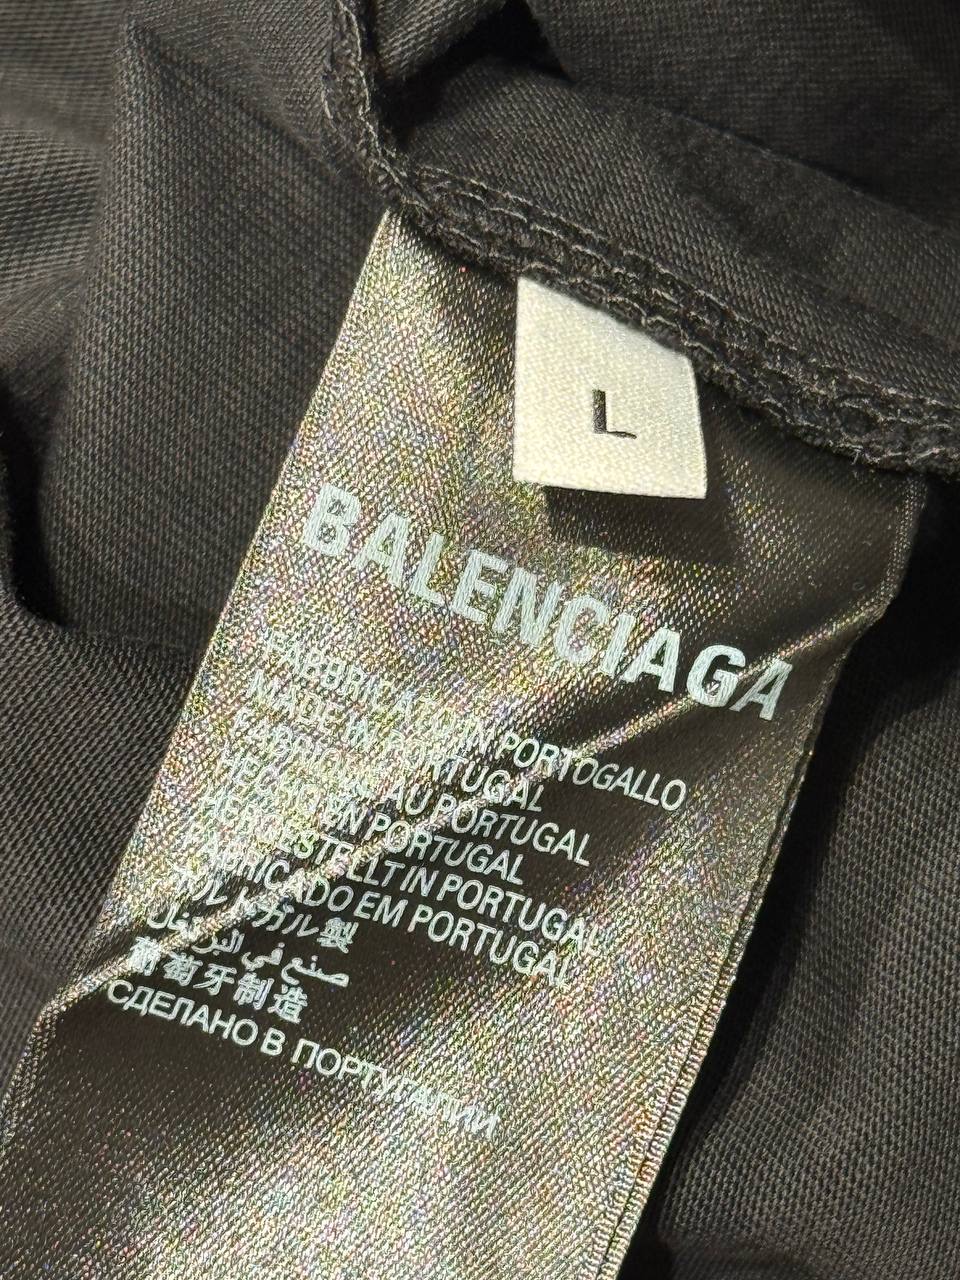 L
BALENCIAGA
FABBRICATO IN PORTOGALLO
MADE IN PORTUGAL
FABRIQUÉ AU PORTUGAL
HECHO EN PORTUGAL
HERGESTELLT IN PORTUGAL
FABRICADO EM PORTUGAL
ポルトガル製
صنع في البرتغال
葡萄牙制造
СДЕЛАНО В ПОРТУГАЛИИ